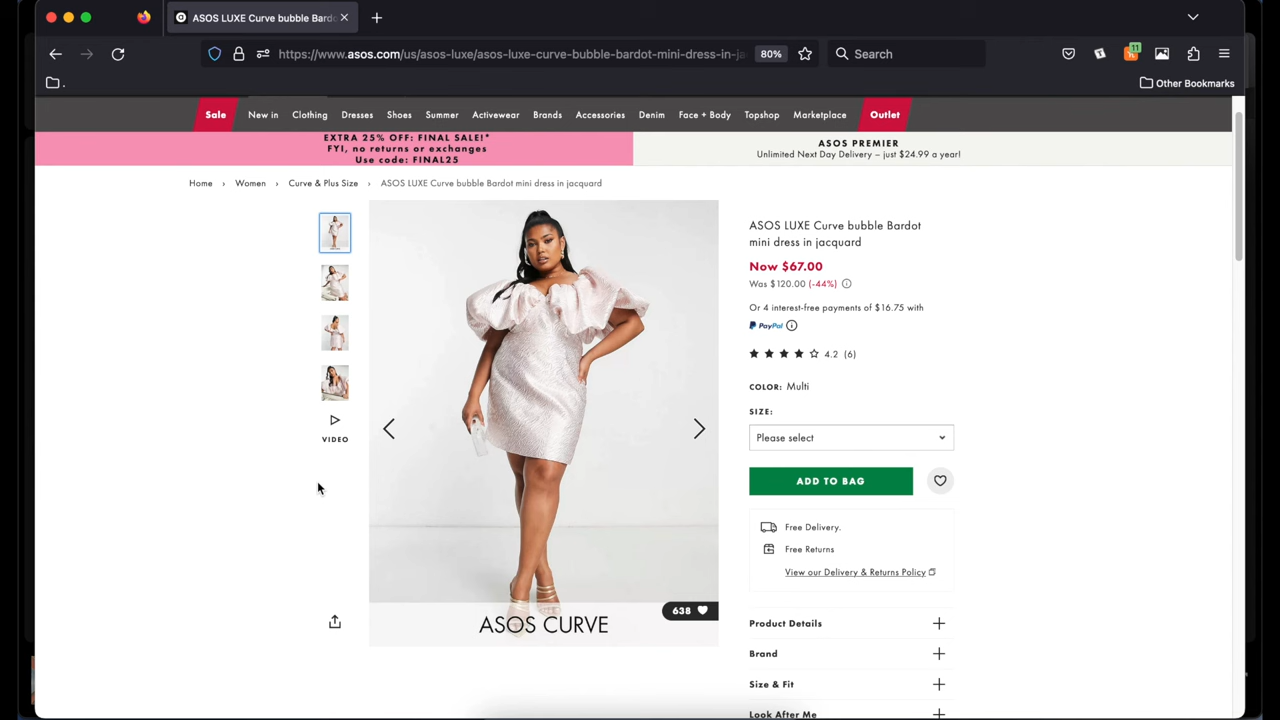 ASOS LUXE Curve bubble Bardo
https://www.asos.com/us/asos-luxe/asos-luxe-curve-bubble-bardot-mini-dress-in-ja
80%
Search
11
.
Other Bookmarks
Sale
New in
Clothing
Dresses
Shoes
Summer
Activewear
Brands
Accessories
Denim
Face + Body
Topshop
Marketplace
Outlet
EXTRA 25% OFF: FINAL SALE!*
FYI, no returns or exchanges
Use code: FINAL25
ASOS PREMIER
Unlimited Next Day Delivery – just $24.99 a year!
Home › Women › Curve & Plus Size › ASOS LUXE Curve bubble Bardot mini dress in jacquard
VIDEO
638
ASOS CURVE
ASOS LUXE Curve bubble Bardot
mini dress in jacquard
Now $67.00
Was $120.00 (-44%)
Or 4 interest-free payments of $16.75 with
PayPal
4.2 (6)
COLOR: Multi
SIZE:
Please select
ADD TO BAG
Free Delivery.
Free Returns
View our Delivery & Returns Policy
Product Details
Brand
Size & Fit
Look After Me